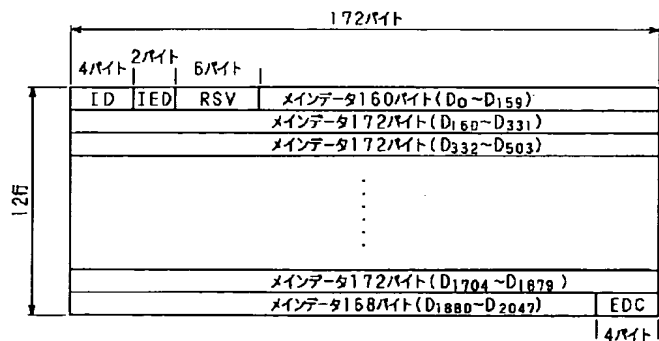 172バイト
4バイト 2バイト 6バイト
ID IED RSV メインデータ160バイト(D0~D159)
メインデータ172バイト(D160~D331)
メインデータ172バイト(D332~D503)
12行
メインデータ172バイト(D1704~D1879)
メインデータ168バイト(D1880~D2047) EDC
4バイト